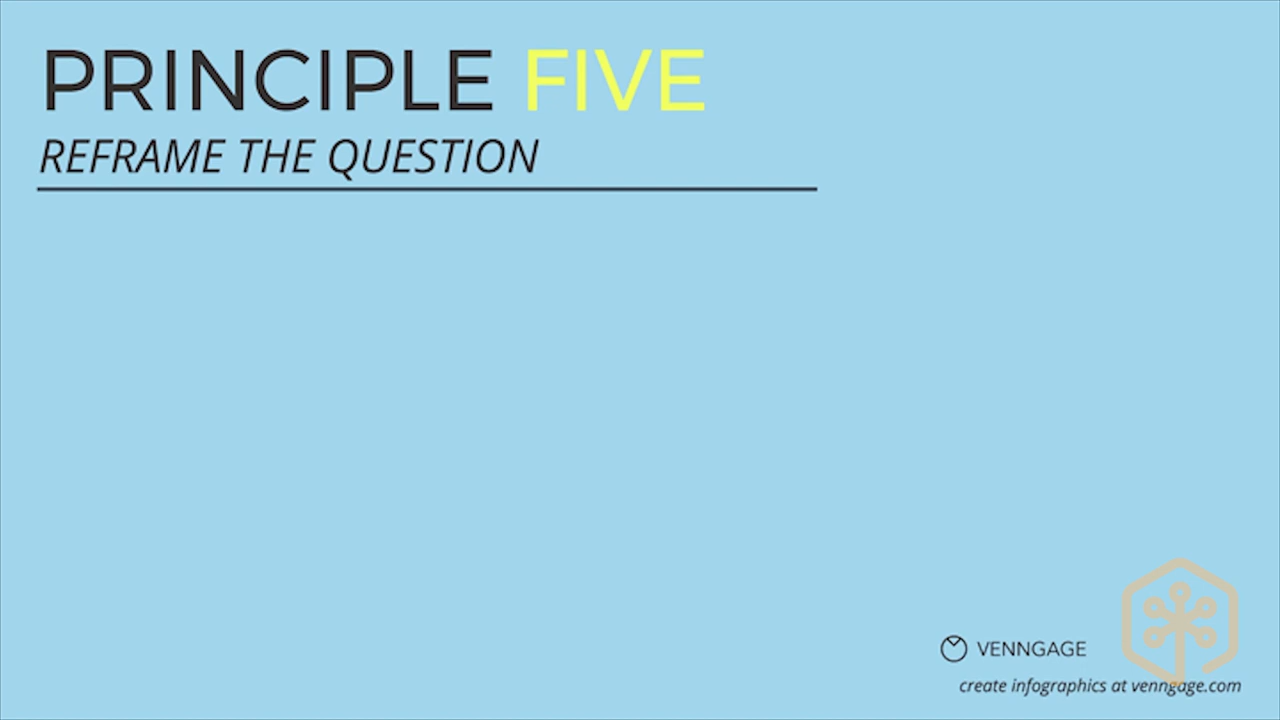 PRINCIPLE FIVE
REFRAME THE QUESTION
VENNGAGE
create infographics at venngage.com